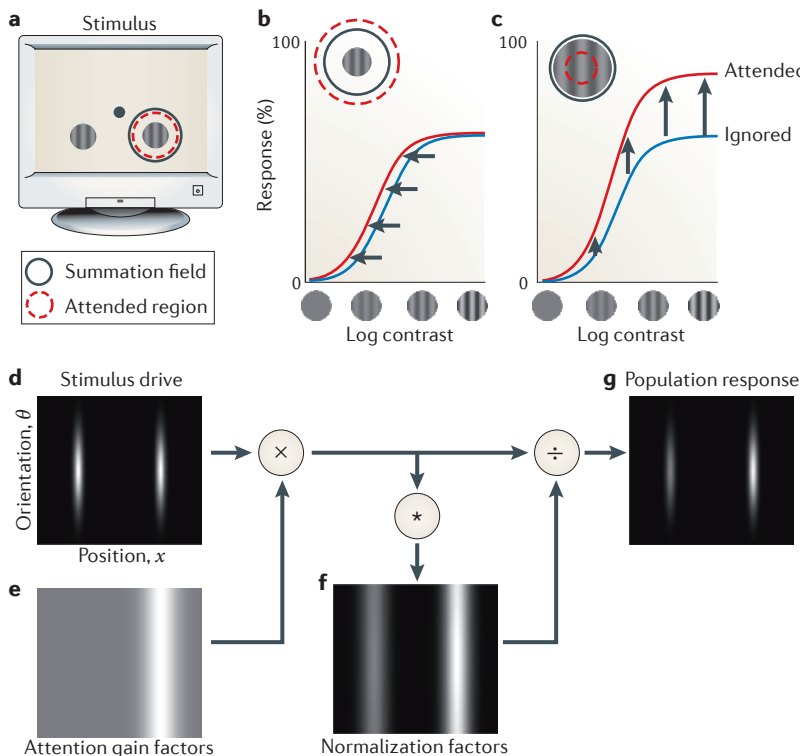 a
Stimulus
Summation field
Attended region
b
100
Response (%)
0
Log contrast
c
100
Attended
Ignored
0
Log contrast
d
Stimulus drive
Orientation, θ
Position, x
×
*
÷
g
Population response
e
Attention gain factors
f
Normalization factors